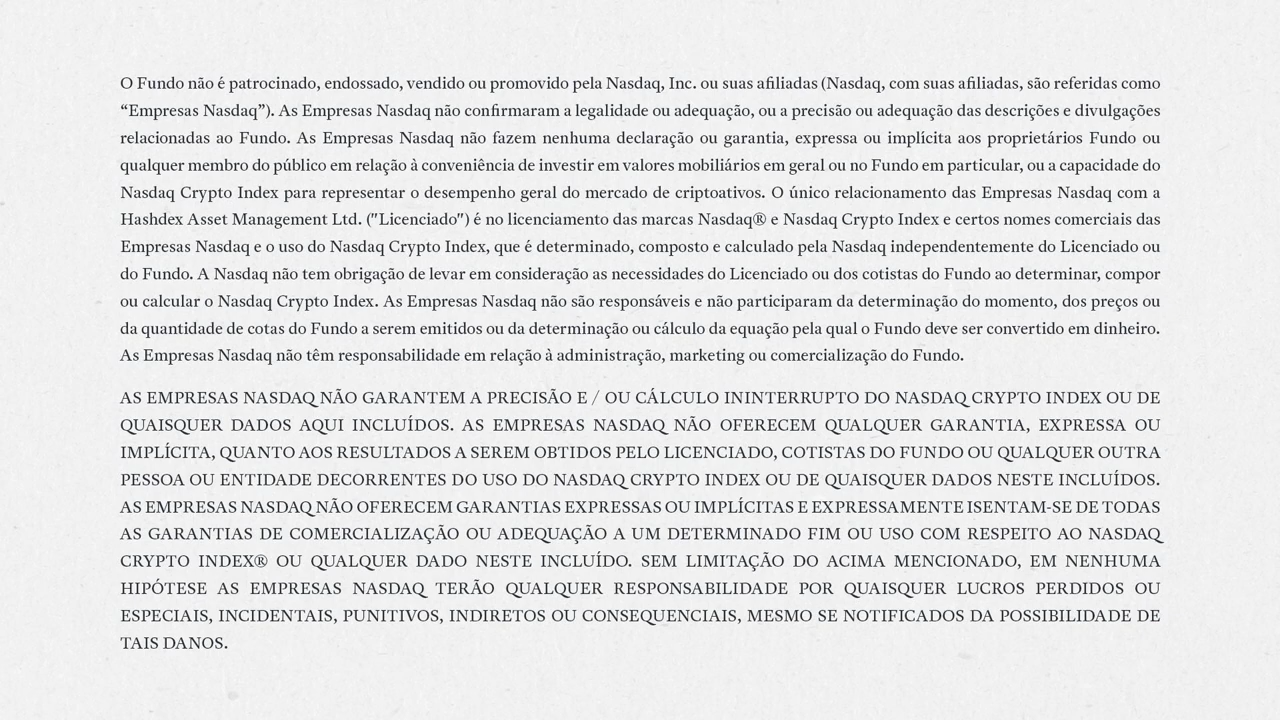 O Fundo não é patrocinado, endossado, vendido ou promovido pela Nasdaq, Inc. ou suas afiliadas (Nasdaq, com suas afiliadas, são referidas como
“Empresas Nasdaq”). As Empresas Nasdaq não confirmaram a legalidade ou adequação, ou a precisão ou adequação das descrições e divulgações
relacionadas ao Fundo. As Empresas Nasdaq não fazem nenhuma declaração ou garantia, expressa ou implícita aos proprietários Fundo ou
qualquer membro do público em relação à conveniência de investir em valores mobiliários em geral ou no Fundo em particular, ou a capacidade do
Nasdaq Crypto Index para representar o desempenho geral do mercado de criptoativos. O único relacionamento das Empresas Nasdaq com a
Hashdex Asset Management Ltd. ("Licenciado") é no licenciamento das marcas Nasdaq® e Nasdaq Crypto Index e certos nomes comerciais das
Empresas Nasdaq e o uso do Nasdaq Crypto Index, que é determinado, composto e calculado pela Nasdaq independentemente do Licenciado ou
do Fundo. A Nasdaq não tem obrigação de levar em consideração as necessidades do Licenciado ou dos cotistas do Fundo ao determinar, compor
ou calcular o Nasdaq Crypto Index. As Empresas Nasdaq não são responsáveis e não participaram da determinação do momento, dos preços ou
da quantidade de cotas do Fundo a serem emitidos ou da determinação ou cálculo da equação pela qual o Fundo deve ser convertido em dinheiro.
As Empresas Nasdaq não têm responsabilidade em relação à administração, marketing ou comercialização do Fundo.
AS EMPRESAS NASDAQ NÃO GARANTEM A PRECISÃO E / OU CÁLCULO ININTERRUPTO DO NASDAQ CRYPTO INDEX OU DE
QUAISQUER DADOS AQUI INCLUÍDOS. AS EMPRESAS NASDAQ NÃO OFERECEM QUALQUER GARANTIA, EXPRESSA OU
IMPLÍCITA, QUANTO AOS RESULTADOS A SEREM OBTIDOS PELO LICENCIADO, COTISTAS DO FUNDO OU QUALQUER OUTRA
PESSOA OU ENTIDADE DECORRENTES DO USO DO NASDAQ CRYPTO INDEX OU DE QUAISQUER DADOS NESTE INCLUÍDOS.
AS EMPRESAS NASDAQ NÃO OFERECEM GARANTIAS EXPRESSAS OU IMPLÍCITAS E EXPRESSAMENTE ISENTAM-SE DE TODAS
AS GARANTIAS DE COMERCIALIZAÇÃO OU ADEQUAÇÃO A UM DETERMINADO FIM OU USO COM RESPEITO AO NASDAQ
CRYPTO INDEX® OU QUALQUER DADO NESTE INCLUÍDO. SEM LIMITAÇÃO DO ACIMA MENCIONADO, EM NENHUMA
HIPÓTESE AS EMPRESAS NASDAQ TERÃO QUALQUER RESPONSABILIDADE POR QUAISQUER LUCROS PERDIDOS OU
ESPECIAIS, INCIDENTAIS, PUNITIVOS, INDIRETOS OU CONSEQUENCIAIS, MESMO SE NOTIFICADOS DA POSSIBILIDADE DE
TAIS DANOS.